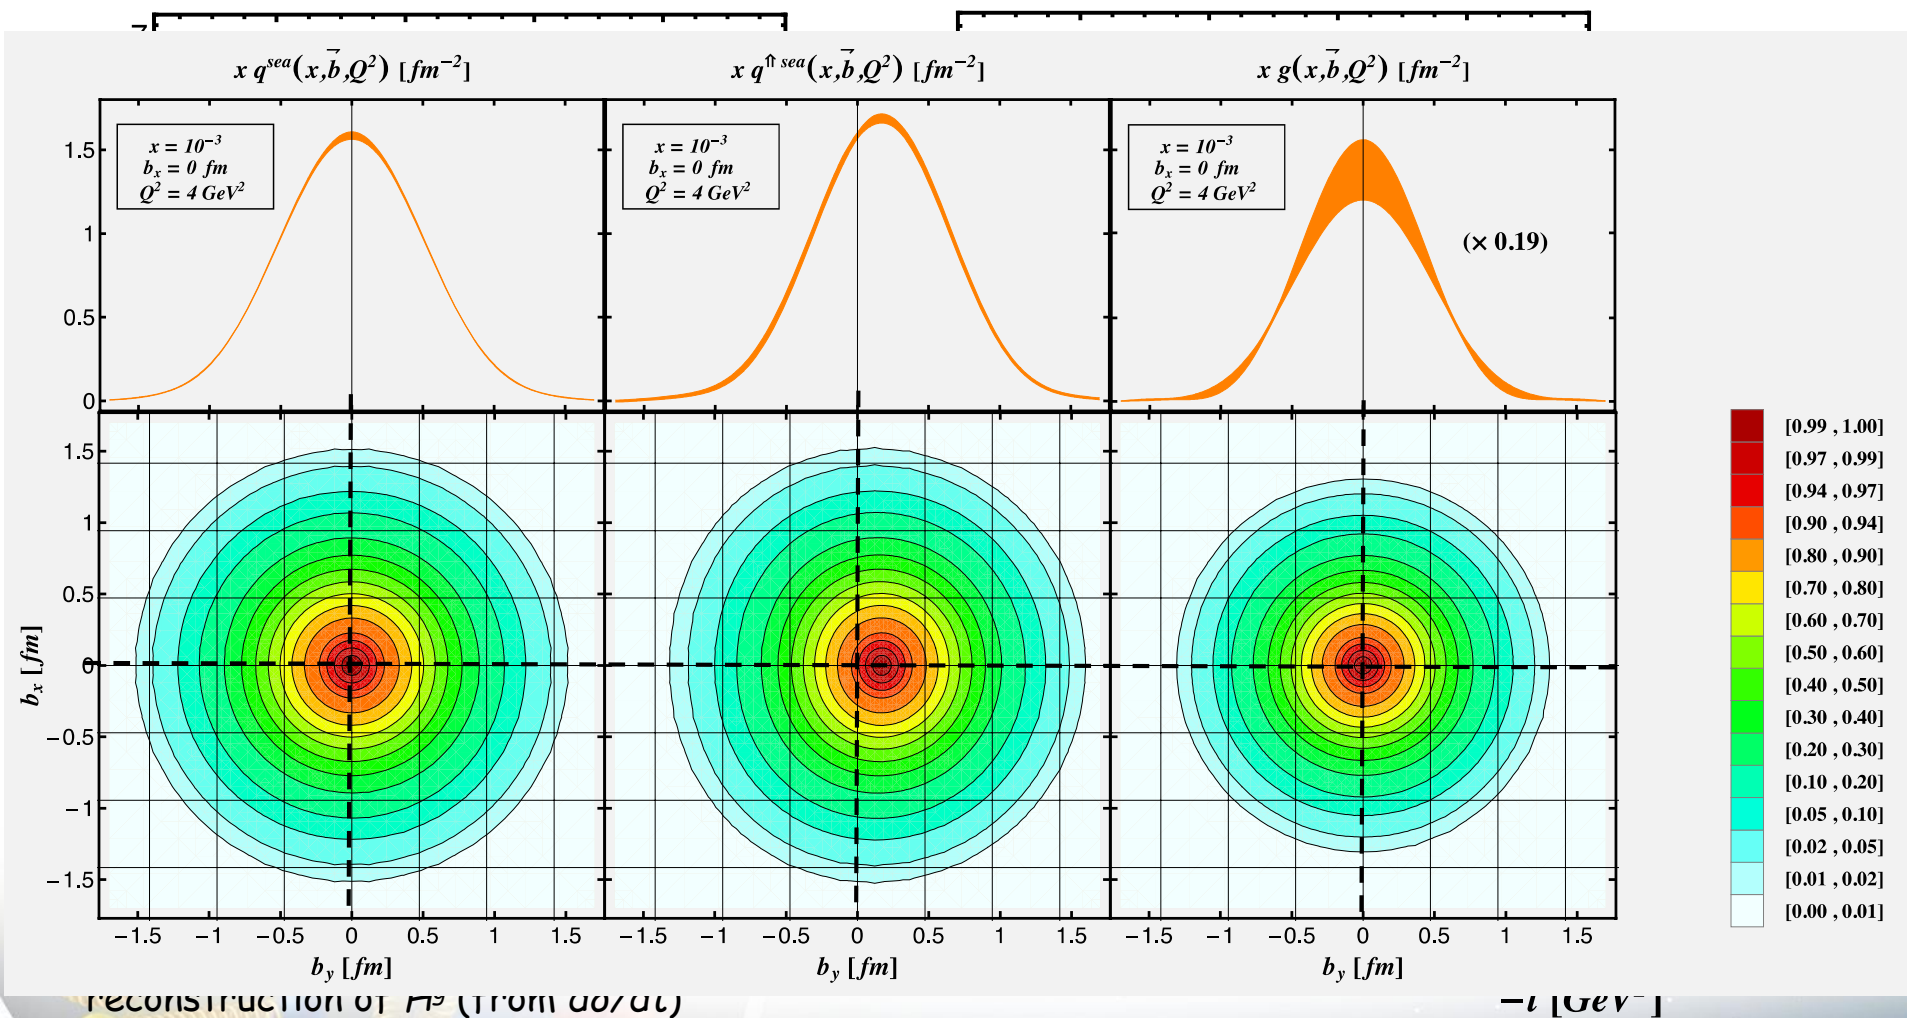 x q^sea(x,b⃗,Q²) [fm⁻²]
x q^⇑ sea(x,b⃗,Q²) [fm⁻²]
x g(x,b⃗,Q²) [fm⁻²]
x = 10⁻³
b_x = 0 fm
Q² = 4 GeV²
x = 10⁻³
b_x = 0 fm
Q² = 4 GeV²
x = 10⁻³
b_x = 0 fm
Q² = 4 GeV²
(× 0.19)
1.5
1
0.5
0
1.5
1
0.5
0
−0.5
−1
−1.5
b_x [fm]
−1.5 −1 −0.5 0 0.5 1 1.5
−1.5 −1 −0.5 0 0.5 1 1.5
−1.5 −1 −0.5 0 0.5 1 1.5
b_y [fm]
b_y [fm]
b_y [fm]
[0.99 , 1.00]
[0.97 , 0.99]
[0.94 , 0.97]
[0.90 , 0.94]
[0.80 , 0.90]
[0.70 , 0.80]
[0.60 , 0.70]
[0.50 , 0.60]
[0.40 , 0.50]
[0.30 , 0.40]
[0.20 , 0.30]
[0.10 , 0.20]
[0.05 , 0.10]
[0.02 , 0.05]
[0.01 , 0.02]
[0.00 , 0.01]
reconstruction of H^g (from dσ/dt)
−t [GeV²]